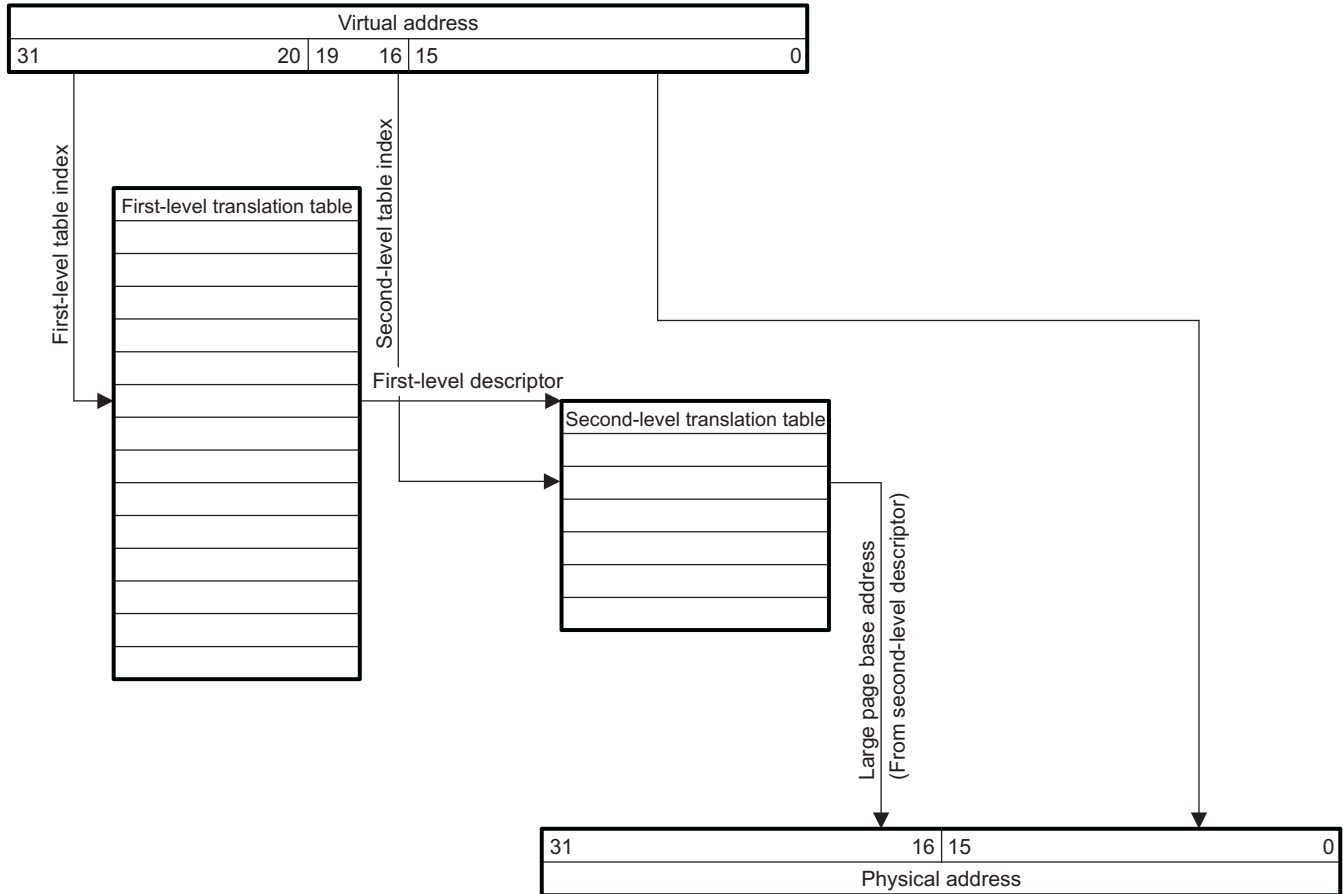 Virtual address
31 20 19 16 15 0
First-level table index
Second-level table index
First-level translation table
First-level descriptor
Second-level translation table
Large page base address
(From second-level descriptor)
31 16 15 0
Physical address